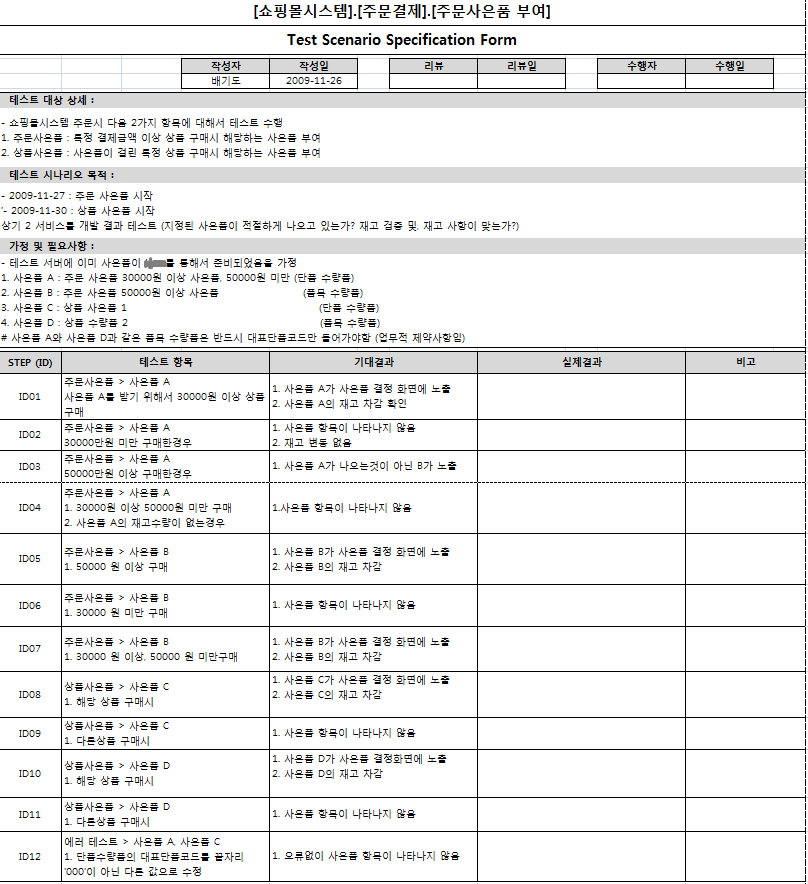 [쇼핑몰시스템].[주문결제].[주문사은품 부여]
Test Scenario Specification Form
작성자 작성일 리뷰 리뷰일 수행자 수행일
배기도 2009-11-26
테스트 대상 상세 :
- 쇼핑몰시스템 주문시 다음 2가지 항목에 대해서 테스트 수행
1. 주문사은품 : 특정 결제금액 이상 상품 구매시 해당하는 사은품 부여
2. 상품사은품 : 사은품이 걸린 특정 상품 구매시 해당하는 사은품 부여
테스트 시나리오 목적 :
- 2009-11-27 : 주문 사은품 시작
'- 2009-11-30 : 상품 사은품 시작
상기 2 서비스를 개발 결과 테스트 (지정된 사은품이 적절하게 나오고 있는가? 재고 검증 및, 재고 사항이 맞는가?)
가정 및 필요사항 :
- 테스트 서버에 이미 사은품이 를 통해서 준비되었음을 가정
1. 사은품 A : 주문 사은품 30000원 이상 사은품, 50000원 미만 (단품 수량품)
2. 사은품 B : 주문 사은품 50000원 이상 사은품 (품목 수량품)
3. 사은품 C : 상품 사은품 1 (단품 수량품)
4. 사은품 D : 상품 수량품 2 (품목 수량품)
# 사은품 A와 사은품 D과 같은 품목 수량품은 반드시 대표단품코드만 들어가야함 (업무적 제약사항임)
STEP (ID) 테스트 항목 기대결과 실제결과 비고
ID01
주문사은품 > 사은품 A
사은품 A를 받기 위해서 30000원 이상 상품
구매
1. 사은품 A가 사은품 결정 화면에 노출
2. 사은품 A의 재고 차감 확인
ID02
주문사은품 > 사은품 A
30000만원 미만 구매한경우
1. 사은품 항목이 나타나지 않음
2. 재고 변동 없음
ID03
주문사은품 > 사은품 A
50000만원 이상 구매한경우
1. 사은품 A가 나오는것이 아닌 B가 노출
ID04
주문사은품 > 사은품 A
1. 30000원 이상 50000원 미만 구매
2. 사은품 A의 재고수량이 없는경우
1.사은품 항목이 나타나지 않음
ID05
주문사은품 > 사은품 B
1. 50000 원 이상 구매
1. 사은품 B가 사은품 결정 화면에 노출
2. 사은품 B의 재고 차감
ID06
주문사은품 > 사은품 B
1. 30000 원 미만 구매
1. 사은품 항목이 나타나지 않음
ID07
주문사은품 > 사은품 B
1. 30000 원 이상, 50000 원 미만구매
1. 사은품 B가 사은품 결정 화면에 노출
2. 사은품 B의 재고 차감
ID08
상품사은품 > 사은품 C
1. 해당 상품 구매시
1. 사은품 C가 사은품 결정 화면에 노출
2. 사은품 C의 재고 차감
ID09
상품사은품 > 사은품 C
1. 다른상품 구매시
1. 사은품 항목이 나타나지 않음
ID10
상품사은품 > 사은품 D
1. 해당 상품 구매시
1. 사은품 D가 사은품 결정화면에 노출
2. 사은품 D의 재고 차감
ID11
상품사은품 > 사은품 D
1. 다른상품 구매시
1. 사은품 항목이 나타나지 않음
ID12
에러 테스트 > 사은품 A, 사은품 C
1. 단품수량품의 대표단품코드를 끝자리
'000'이 아닌 다른 값으로 수정
1. 오류없이 사은품 항목이 나타나지 않음